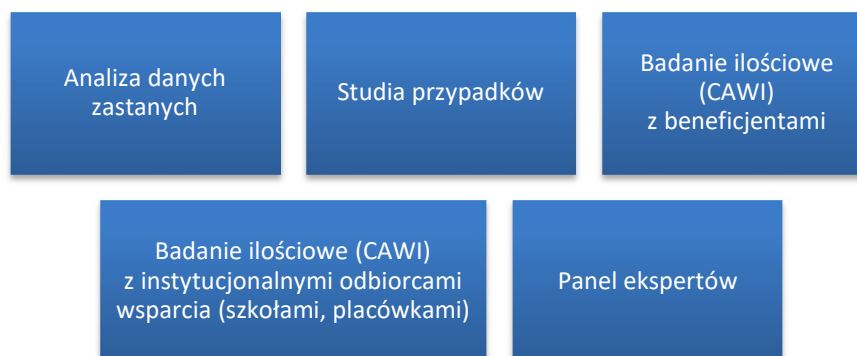 Analiza danych
zastanych
Studia przypadków
Badanie ilościowe
(CAWI)
z beneficjentami
Badanie ilościowe (CAWI)
z instytucjonalnymi odbiorcami
wsparcia (szkołami, placówkami)
Panel ekspertów